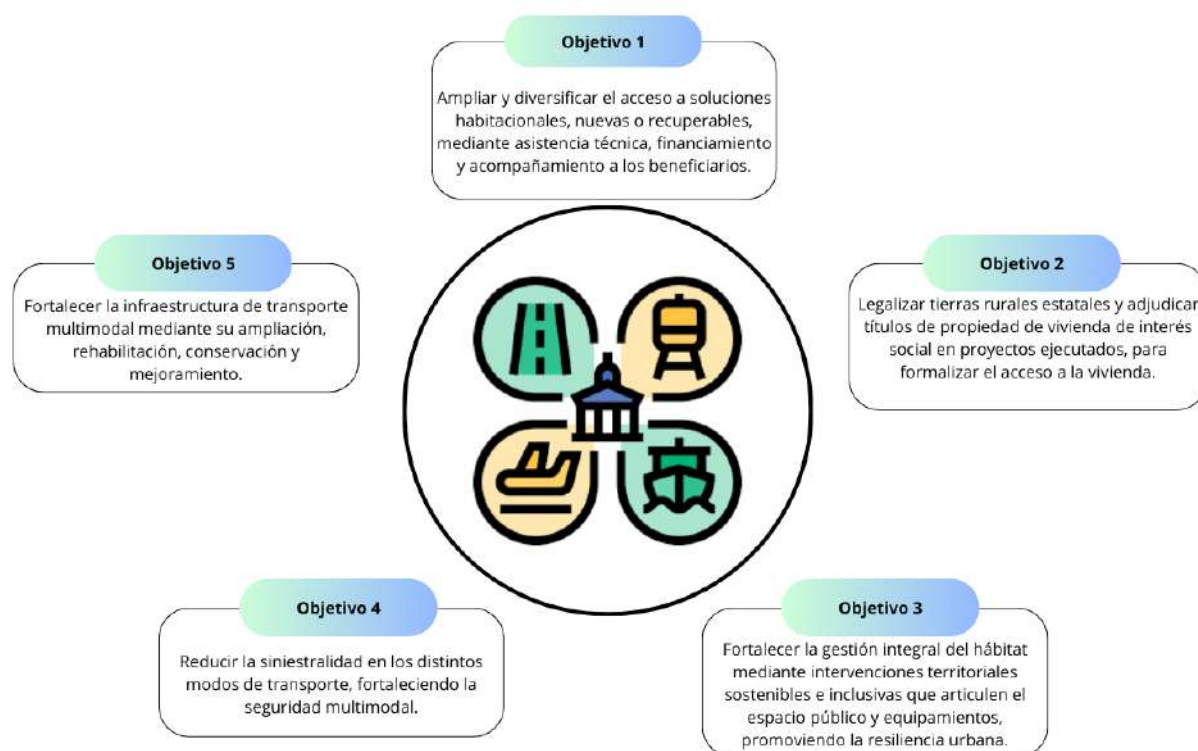 Objetivo 1
Ampliar y diversificar el acceso a soluciones
habitacionales, nuevas o recuperables,
mediante asistencia técnica, financiamiento
y acompañamiento a los beneficiarios.
Objetivo 2
Legalizar tierras rurales estatales y adjudicar
títulos de propiedad de vivienda de interés
social en proyectos ejecutados, para
formalizar el acceso a la vivienda.
Objetivo 3
Fortalecer la gestión integral del hábitat
mediante intervenciones territoriales
sostenibles e inclusivas que articulen el
espacio público y equipamientos,
promoviendo la resiliencia urbana.
Objetivo 4
Reducir la siniestralidad en los distintos
modos de transporte, fortaleciendo la
seguridad multimodal.
Objetivo 5
Fortalecer la infraestructura de transporte
multimodal mediante su ampliación,
rehabilitación, conservación y
mejoramiento.